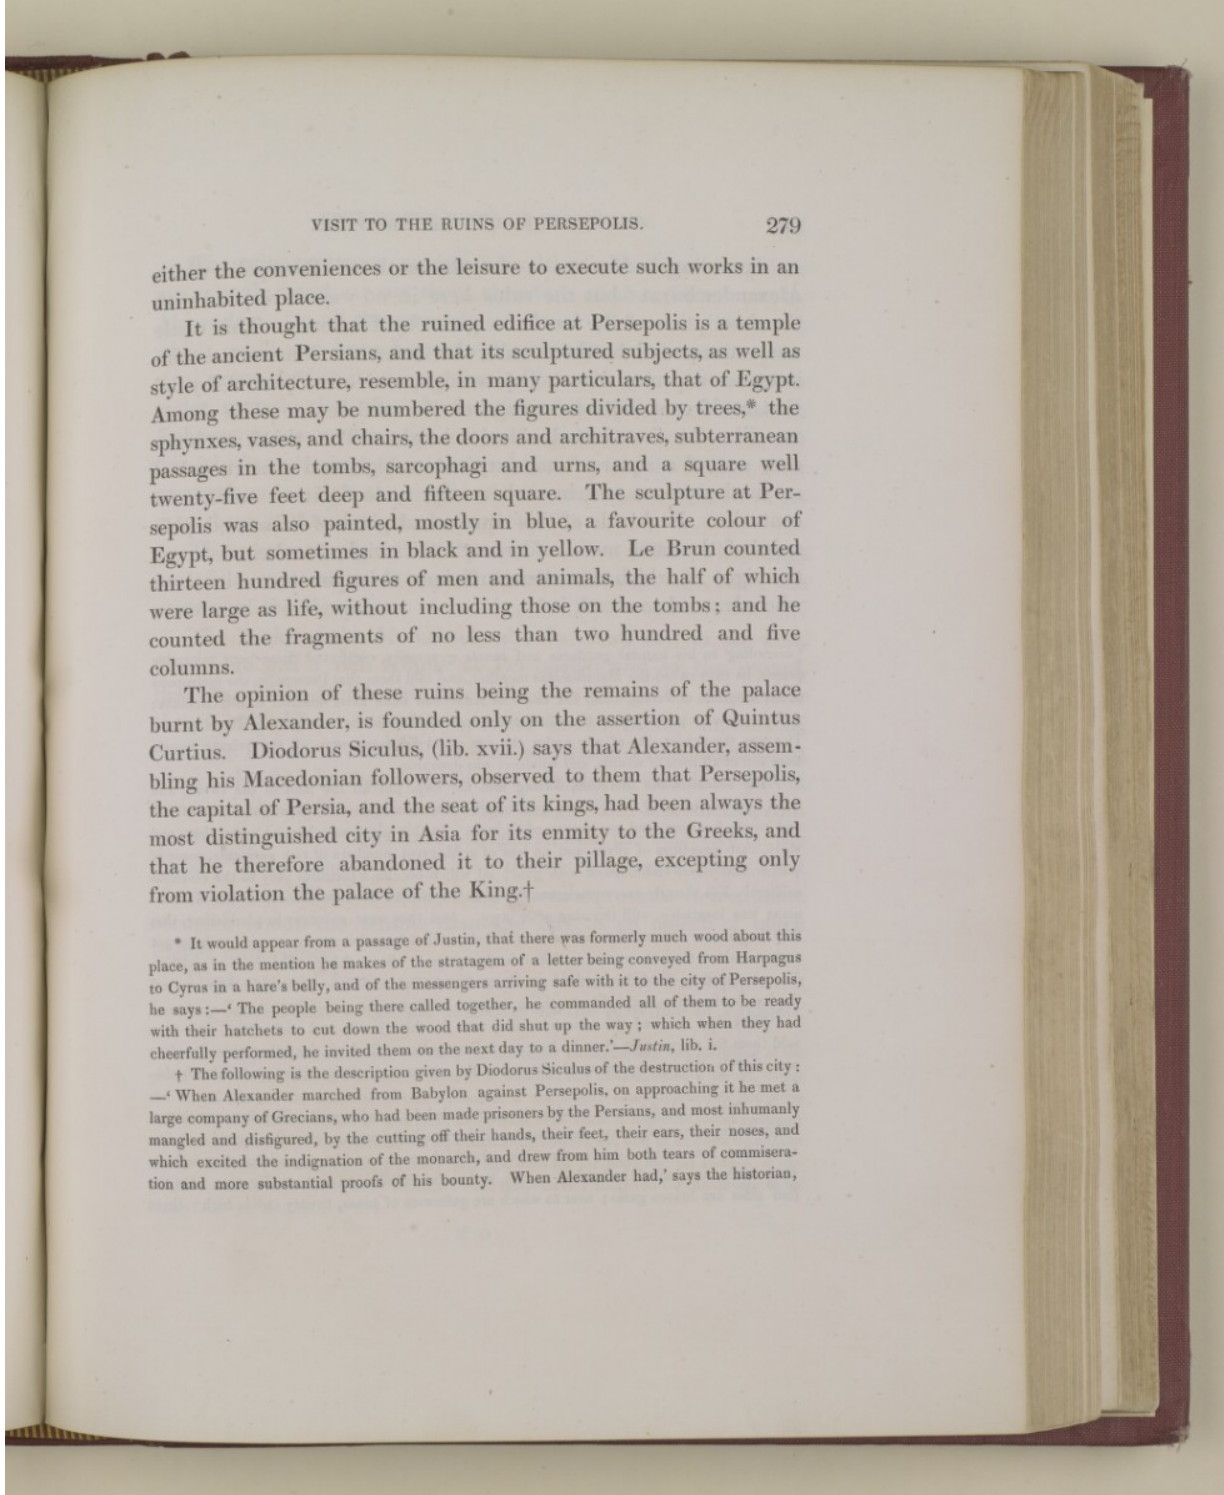 VISIT TO THE RUINS OF PERSEPOLIS. 279
either the conveniences or the leisure to execute such works in an
uninhabited place.
It is thought that the ruined edifice at Persepolis is a temple
of the ancient Persians, and that its sculptured subjects, as well as
style of architecture, resemble, in many particulars, that of Egypt.
Among these may be numbered the figures divided by trees,* the
sphynxes, vases, and chairs, the doors and architraves, subterranean
passages in the tombs, sarcophagi and urns, and a square well
twenty-five feet deep and fifteen square. The sculpture at Per-
sepolis was also painted, mostly in blue, a favourite colour of
Egypt, but sometimes in black and in yellow. Le Brun counted
thirteen hundred figures of men and animals, the half of which
were large as life, without including those on the tombs; and he
counted the fragments of no less than two hundred and five
columns.
The opinion of these ruins being the remains of the palace
burnt by Alexander, is founded only on the assertion of Quintus
Curtius. Diodorus Siculus, (lib. xvii.) says that Alexander, assem-
bling his Macedonian followers, observed to them that Persepolis,
the capital of Persia, and the seat of its kings, had been always the
most distinguished city in Asia for its enmity to the Greeks, and
that he therefore abandoned it to their pillage, excepting only
from violation the palace of the King.†
* It would appear from a passage of Justin, that there was formerly much wood about this
place, as in the mention he makes of the stratagem of a letter being conveyed from Harpagus
to Cyrus in a hare's belly, and of the messengers arriving safe with it to the city of Persepolis,
he says:—‘ The people being there called together, he commanded all of them to be ready
with their hatchets to cut down the wood that did shut up the way; which when they had
cheerfully performed, he invited them on the next day to a dinner.’—Justin, lib. i.
† The following is the description given by Diodorus Siculus of the destruction of this city:
—‘ When Alexander marched from Babylon against Persepolis, on approaching it he met a
large company of Grecians, who had been made prisoners by the Persians, and most inhumanly
mangled and disfigured, by the cutting off their hands, their feet, their ears, their noses, and
which excited the indignation of the monarch, and drew from him both tears of commisera-
tion and more substantial proofs of his bounty. When Alexander had,’ says the historian,